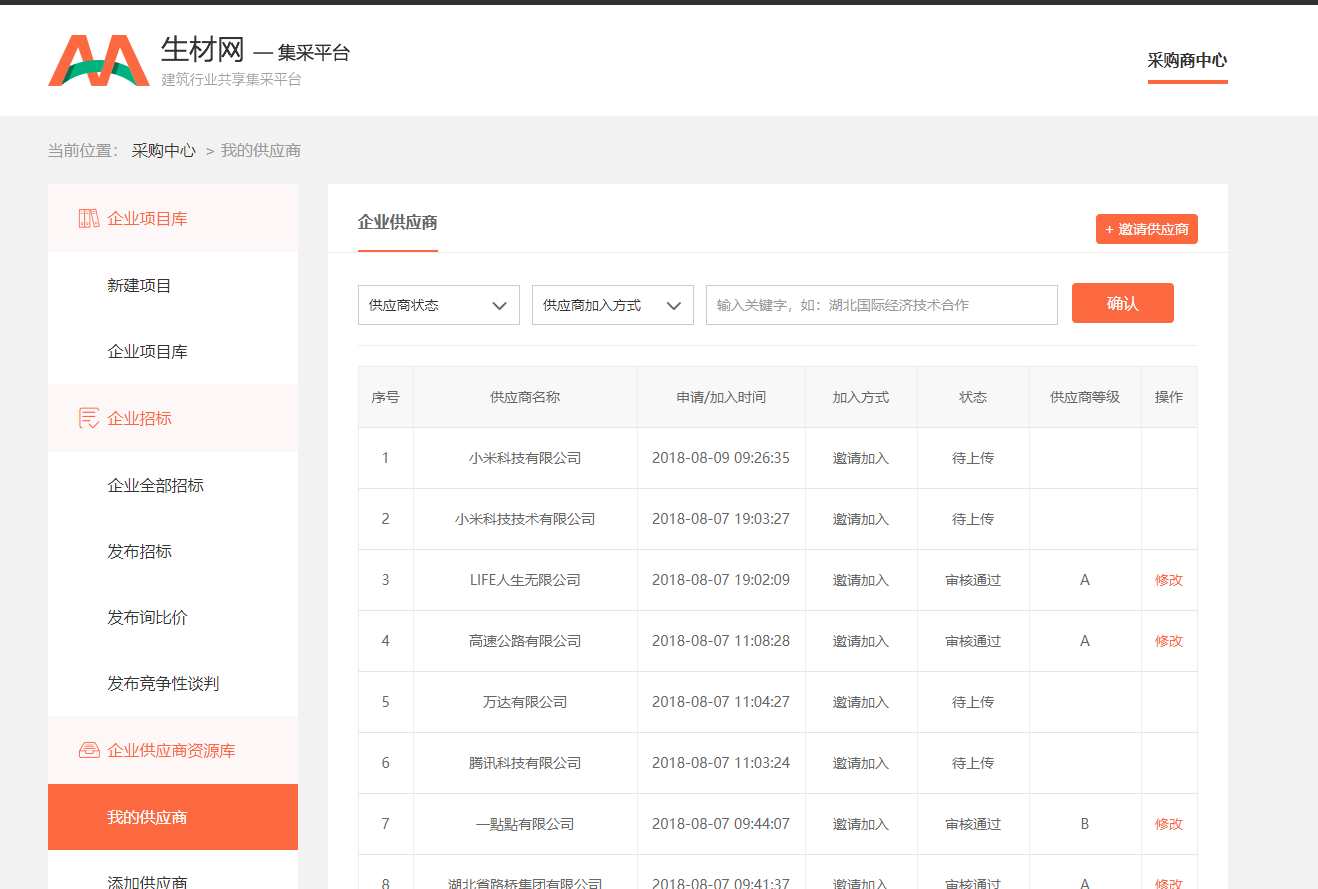 生材网 — 集采平台
建筑行业共享集采平台
采购商中心
当前位置： 采购中心 > 我的供应商
企业项目库
新建项目
企业项目库
企业招标
企业全部招标
发布招标
发布询比价
发布竞争性谈判
企业供应商资源库
我的供应商
添加供应商
企业供应商
+ 邀请供应商
供应商状态 供应商加入方式 输入关键字，如：湖北国际经济技术合作 确认
序号 供应商名称 申请/加入时间 加入方式 状态 供应商等级 操作
1 小米科技有限公司 2018-08-09 09:26:35 邀请加入 待上传
2 小米科技技术有限公司 2018-08-07 19:03:27 邀请加入 待上传
3 LIFE人生无限公司 2018-08-07 19:02:09 邀请加入 审核通过 A 修改
4 高速公路有限公司 2018-08-07 11:08:28 邀请加入 审核通过 A 修改
5 万达有限公司 2018-08-07 11:04:27 邀请加入 待上传
6 腾讯科技有限公司 2018-08-07 11:03:24 邀请加入 待上传
7 一點點有限公司 2018-08-07 09:44:07 邀请加入 审核通过 B 修改
8 湖北省路桥集团有限公司 2018-08-07 09:41:37 邀请加入 审核通过 A 修改